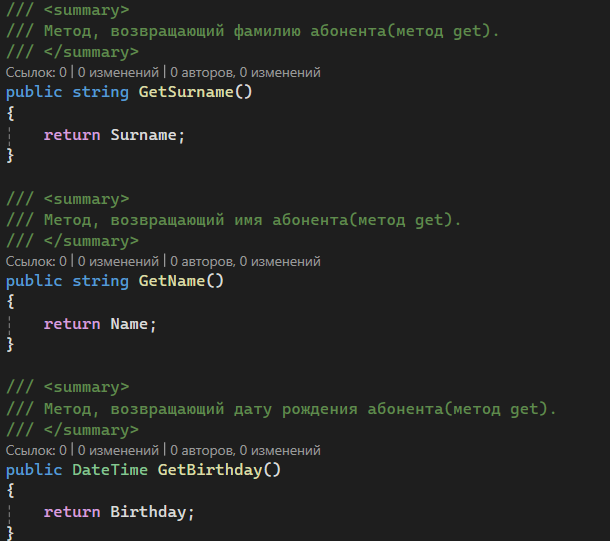 /// <summary>
/// Метод, возвращающий фамилию абонента(метод get).
/// </summary>
Ссылок: 0 | 0 изменений | 0 авторов, 0 изменений
public string GetSurname()
{
    return Surname;
}
/// <summary>
/// Метод, возвращающий имя абонента(метод get).
/// </summary>
Ссылок: 0 | 0 изменений | 0 авторов, 0 изменений
public string GetName()
{
    return Name;
}
/// <summary>
/// Метод, возвращающий дату рождения абонента(метод get).
/// </summary>
Ссылок: 0 | 0 изменений | 0 авторов, 0 изменений
public DateTime GetBirthday()
{
    return Birthday;
}